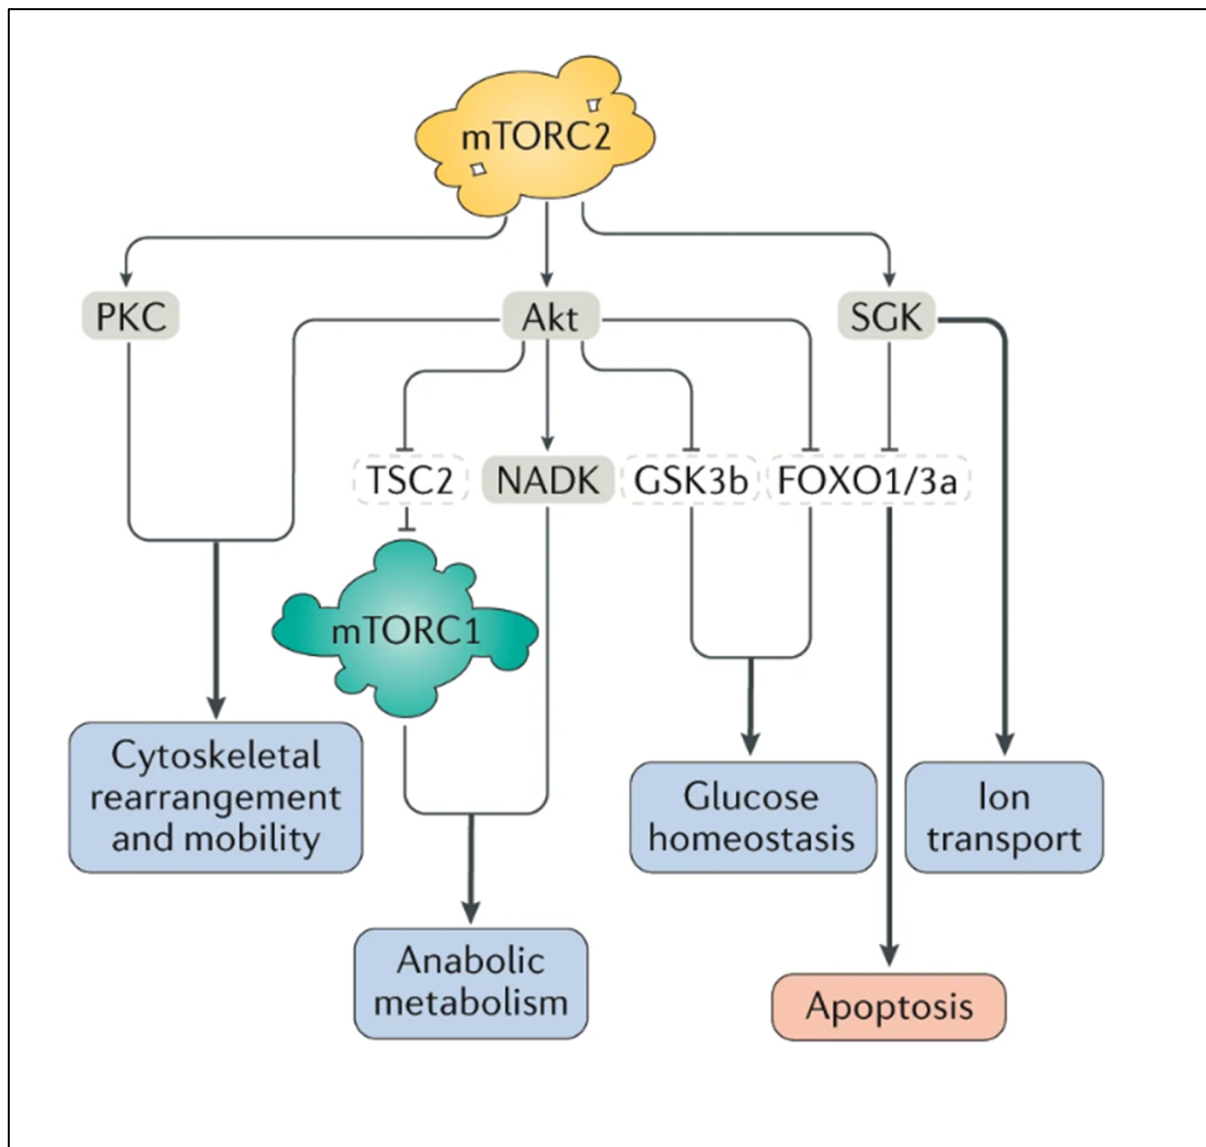 mTORC2
PKC
Akt
SGK
TSC2
NADK
GSK3b
FOXO1/3a
mTORC1
Cytoskeletal
rearrangement
and mobility
Glucose
homeostasis
Ion
transport
Anabolic
metabolism
Apoptosis